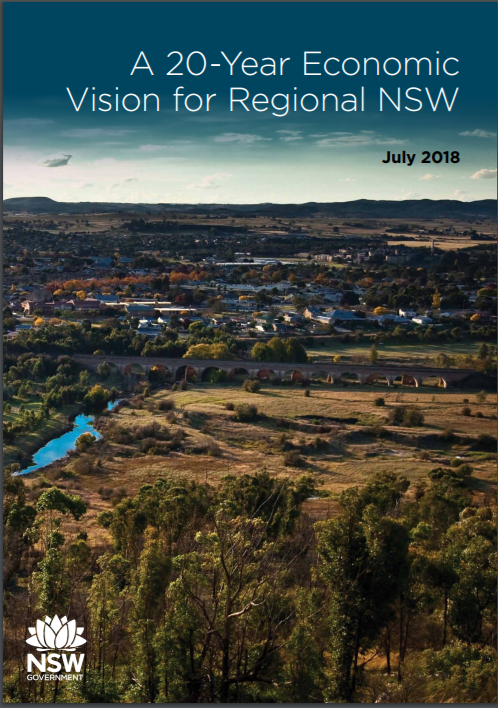 A 20-Year Economic
Vision for Regional NSW
July 2018
NSW
GOVERNMENT